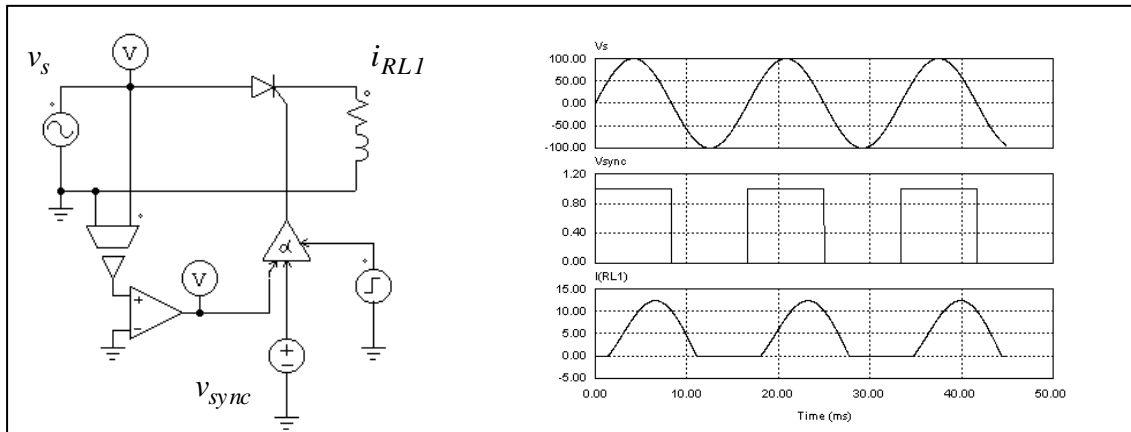 v_s
V
i_RL1
α
V
v_sync
Vs
100.00
50.00
0.00
-50.00
-100.00
Vsync
1.20
0.80
0.40
0.00
I(RL1)
15.00
10.00
5.00
0.00
-5.00
0.00 10.00 20.00 30.00 40.00 50.00
Time (ms)